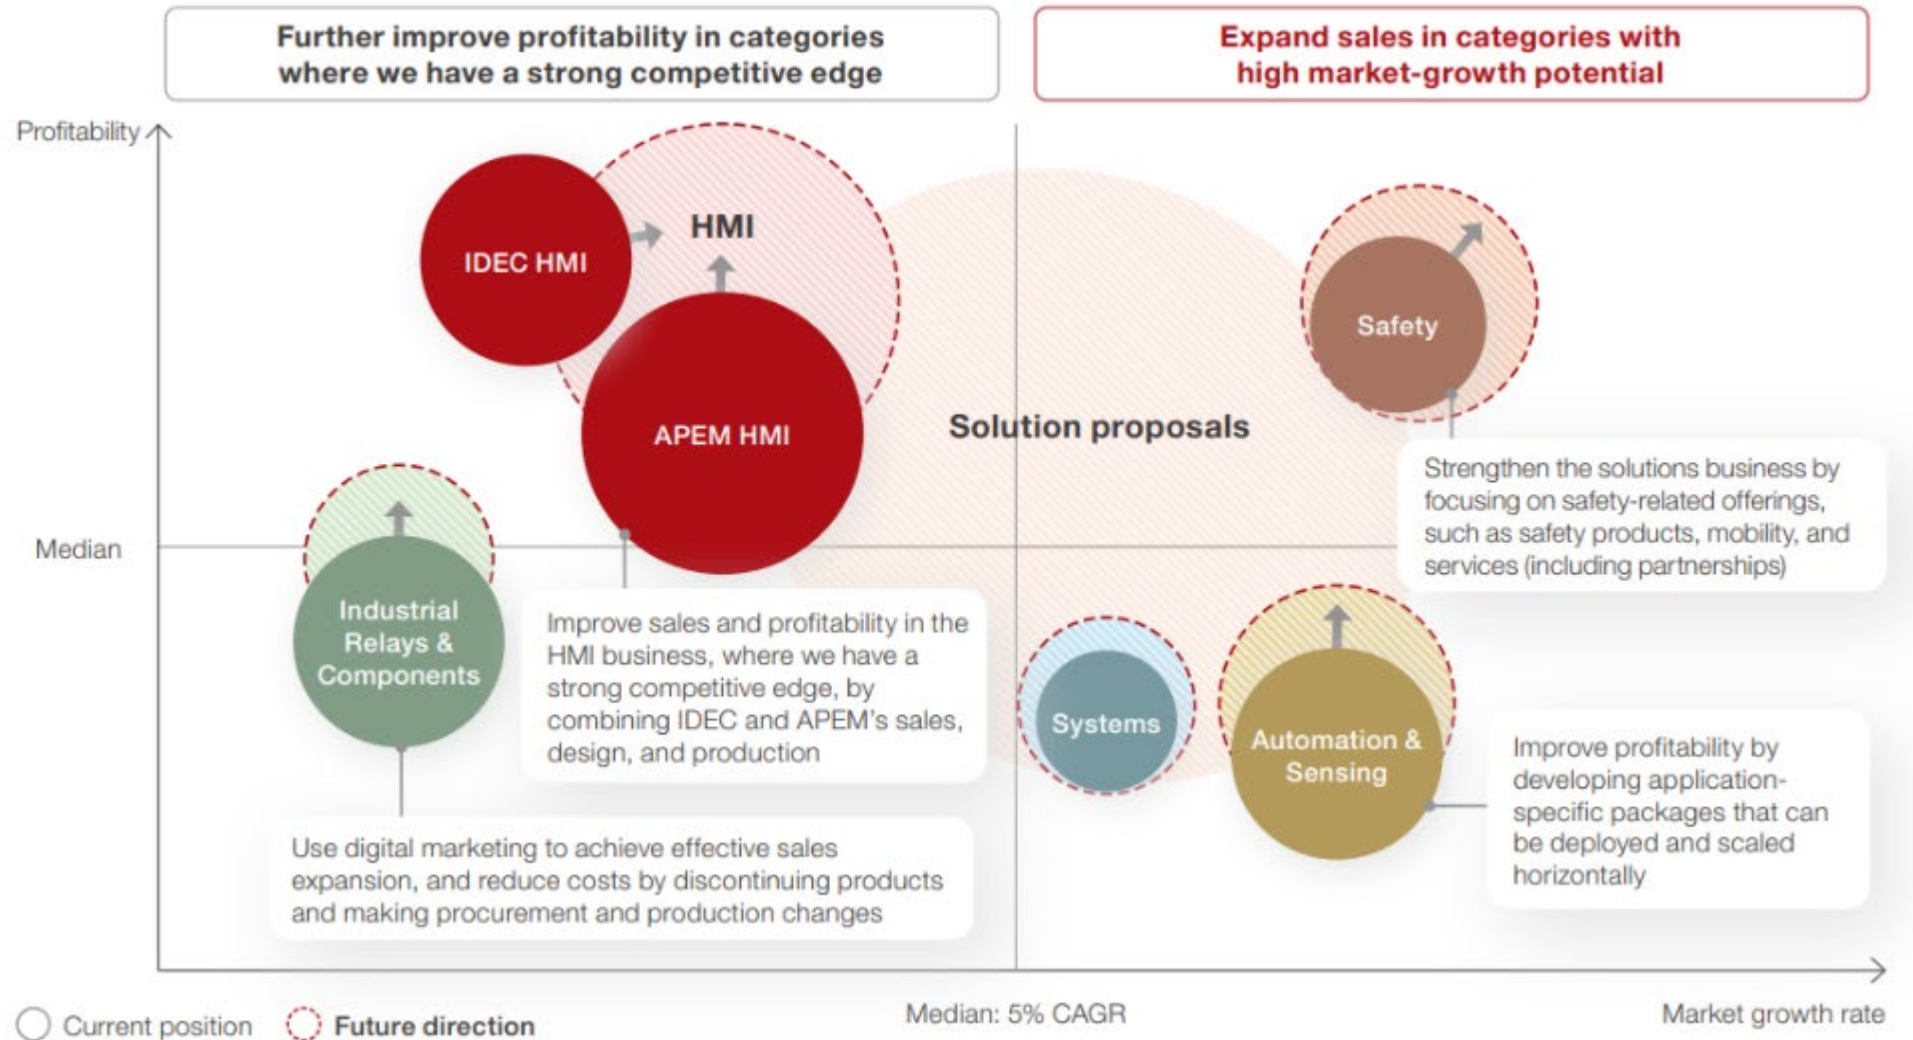 Further improve profitability in categories
where we have a strong competitive edge
Expand sales in categories with
high market-growth potential
Profitability
IDEC HMI
HMI
APEM HMI
Safety
Solution proposals
Strengthen the solutions business by
focusing on safety-related offerings,
such as safety products, mobility, and
services (including partnerships)
Median
Industrial
Relays &
Components
Improve sales and profitability in the
HMI business, where we have a
strong competitive edge, by
combining IDEC and APEM’s sales,
design, and production
Systems
Automation &
Sensing
Improve profitability by
developing application-
specific packages that can
be deployed and scaled
horizontally
Use digital marketing to achieve effective sales
expansion, and reduce costs by discontinuing products
and making procurement and production changes
Median: 5% CAGR
Market growth rate
Current position
Future direction